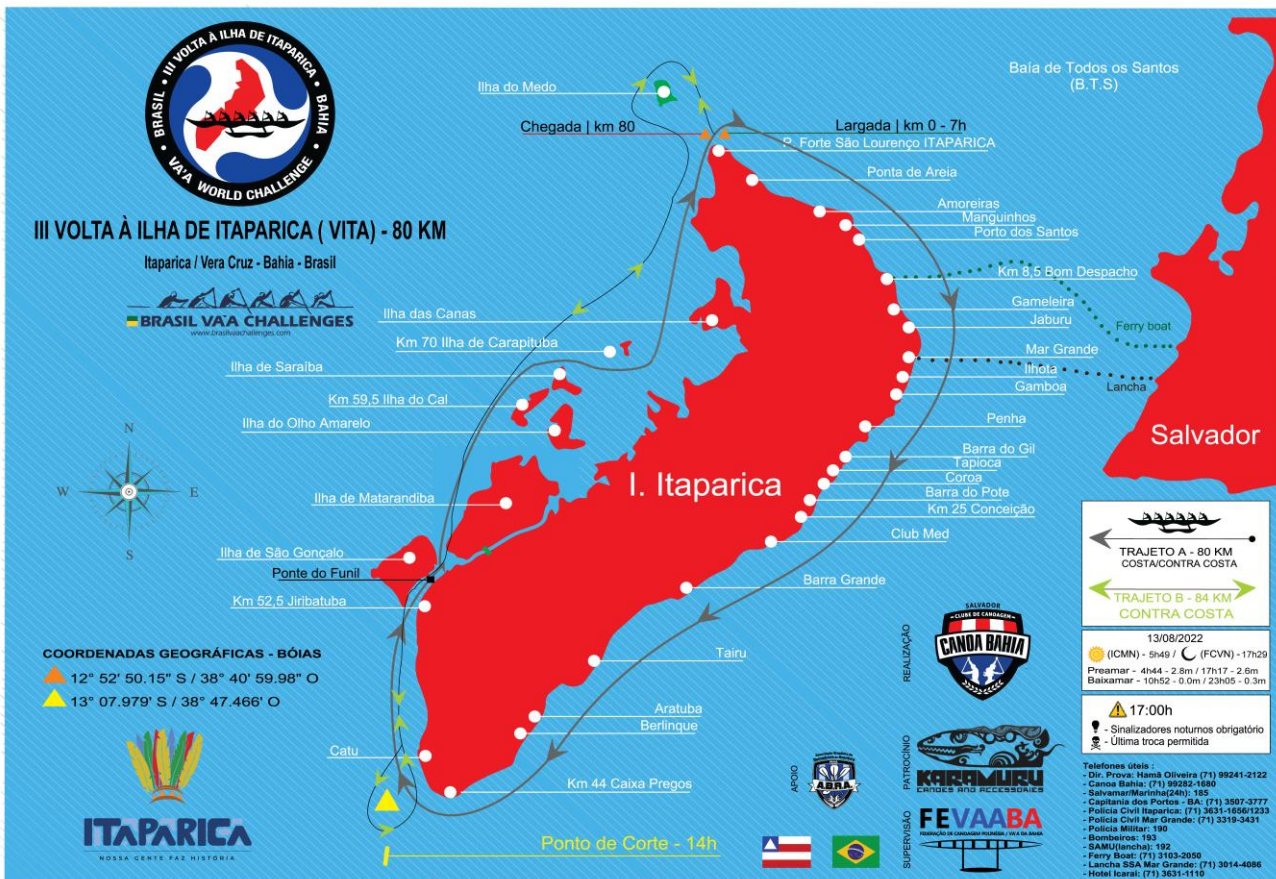 BRASIL • III VOLTA À ILHA DE ITAPARICA • BAHIA •
VA'A WORLD CHALLENGE
III VOLTA À ILHA DE ITAPARICA ( VITA) - 80 KM
Itaparica / Vera Cruz - Bahia - Brasil
BRASIL VA'A CHALLENGES
www.brasilvaachallenges.com
Baía de Todos os Santos
(B.T.S)
Ilha do Medo
Chegada | km 80
Largada | km 0 - 7h
P. Forte São Lourenço ITAPARICA
Ponta de Areia
Amoreiras
Manguinhos
Porto dos Santos
Km 8,5 Bom Despacho
Gameleira
Jaburu
Ferry boat
Mar Grande
Ilhota
Lancha
Gamboa
Penha
Barra do Gil
Tapioca
Coroa
Barra do Pote
Km 25 Conceição
Club Med
Barra Grande
Tairu
Aratuba
Berlinque
Km 44 Caixa Pregos
Salvador
I. Itaparica
Ilha das Canas
Km 70 Ilha de Carapituba
Ilha de Saraíba
Km 59,5 Ilha do Cal
Ilha do Olho Amarelo
Ilha de Matarandiba
Ilha de São Gonçalo
Ponte do Funil
Km 52,5 Jiribatuba
Catu
N
W
E
S
COORDENADAS GEOGRÁFICAS - BÓIAS
12° 52' 50.15" S / 38° 40' 59.98" O
13° 07.979' S / 38° 47.466' O
ITAPARICA
NOSSA GENTE FAZ HISTÓRIA
Ponto de Corte - 14h
REALIZAÇÃO
SALVADOR
CLUBE DE CANOAGEM
CANOA BAHIA
APOIO
A.B.R.A.
PATROCÍNIO
KARAMURU
CANOES AND ACCESSORIES
SUPERVISÃO
FEVAABA
FEDERAÇÃO DE CANOAGEM POLINÉSIA / VA'A DA BAHIA
TRAJETO A - 80 KM
COSTA/CONTRA COSTA
TRAJETO B - 84 KM
CONTRA COSTA
13/08/2022
(ICMN) - 5h49 / (FCVN) - 17h29
Preamar - 4h44 - 2.8m / 17h17 - 2.6m
Baixamar - 10h52 - 0.0m / 23h05 - 0.3m
17:00h
- Sinalizadores noturnos obrigatório
- Última troca permitida
Telefones úteis :
- Dir. Prova: Hamã Oliveira (71) 99241-2122
- Canoa Bahia: (71) 99282-1680
- Salvamar/Marinha(24h): 185
- Capitania dos Portos - BA: (71) 3507-3777
- Polícia Civil Itaparica: (71) 3631-1656/1233
- Polícia Civil Mar Grande: (71) 3319-3431
- Polícia Militar: 190
- Bombeiros: 193
- SAMU(lancha): 192
- Ferry Boat: (71) 3103-2050
- Lancha SSA Mar Grande: (71) 3014-4086
- Hotel Icaraí: (71) 3631-1110